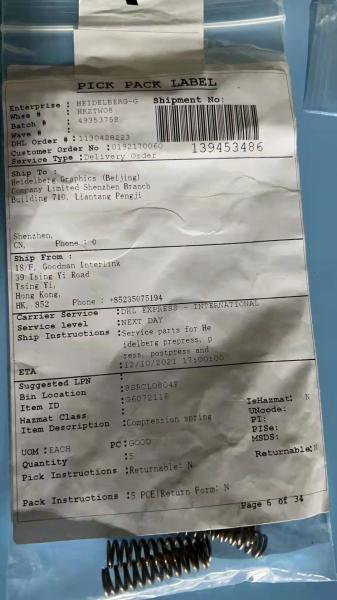 PICK PACK LABEL
Enterprise : HEIDELBERG-G
Shipment No:
Whse # : HKZTW08
Batch # : 49353758
Wave # :
DHL Order # : 1130428223
Customer Order No : 0192170060
139453486
Service Type : Delivery Order
Ship To :
Heidelberg Graphics (Beijing)
Company Limited Shenzhen Branch
Building 710, Liantang Pengji
Shenzhen,
CN, Phone : 0
Ship From :
18/F, Goodman Interlink
39 Tsing Yi Road
Tsing Yi,
Hong Kong,
HK, 852 Phone : +85235075194
Carrier Service : DHL EXPRESS - INTERNATIONAL
Service level : NEXT DAY
Ship Instructions : Service parts for He
idelberg prepress, p
ress, postpress and
ETA : 12/10/2021 17:00:00
Suggested LPN :
Bin Location :
Item ID : G6072116
IsHazmat: N
Hazmat Class :
UNcode:
Item Description : Compression spring
PI:
PISe:
MSDS:
UOM : EACH PC: GOOD
Quantity : 5
Returnable: N
Pick Instructions : Returnable: N
Pack Instructions : 5 PCE|Return Form: N
Page 6 of 34